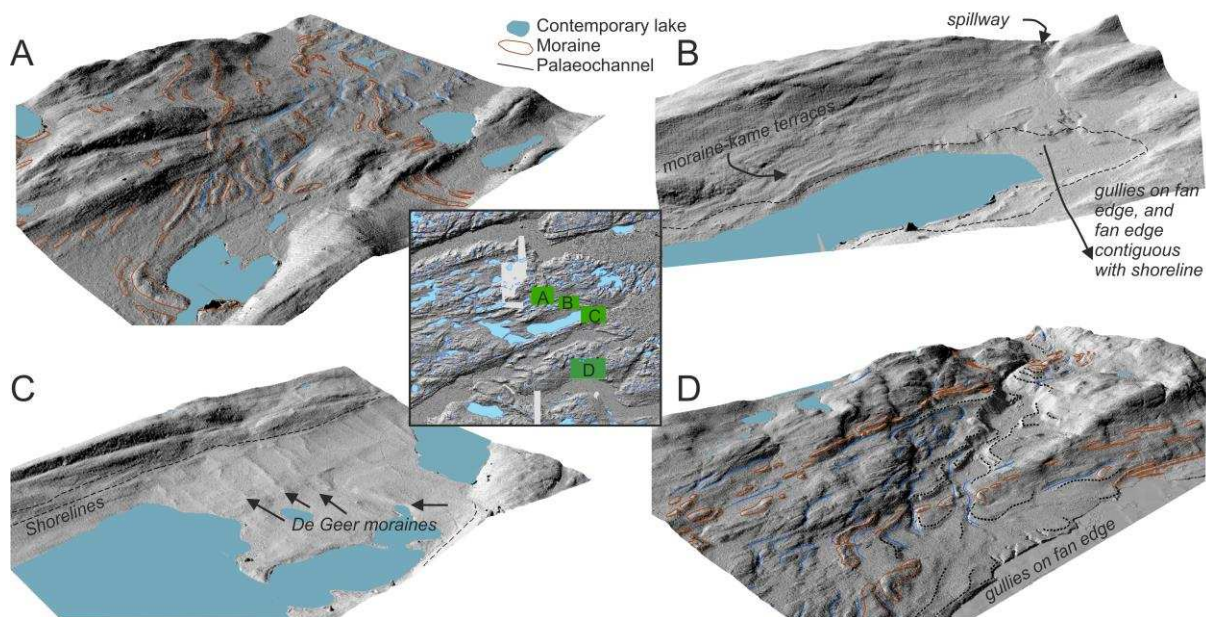 A
Contemporary lake
Moraine
Palaeochannel
B
spillway
moraine-kame terraces
gullies on fan
edge, and
fan edge
contiguous
with shoreline
A
B
C
D
C
Shorelines
De Geer moraines
D
gullies on fan edge